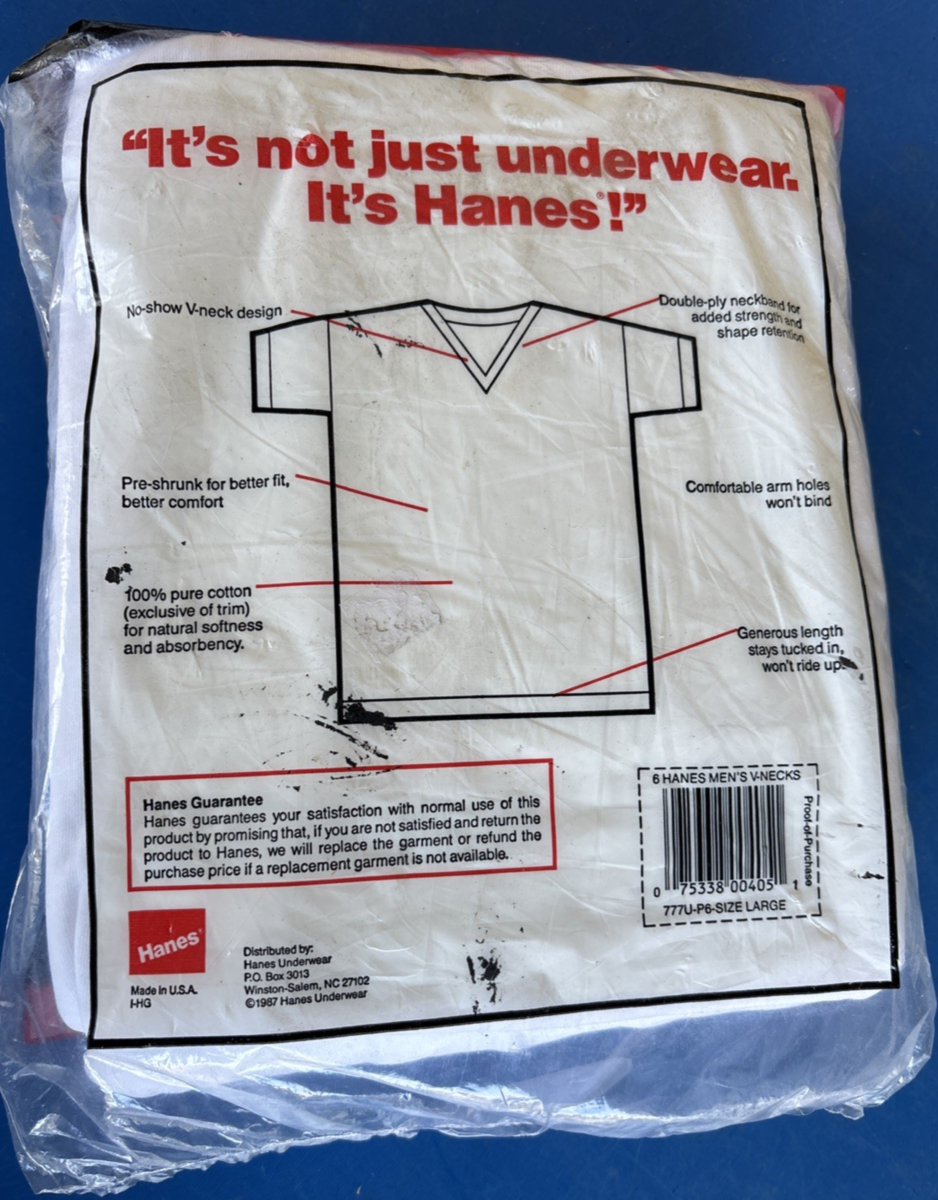 “It's not just underwear.
It's Hanes®!”
No-show V-neck design
Double-ply neckband for
added strength and
shape retention
Pre-shrunk for better fit,
better comfort
Comfortable arm holes
won't bind
100% pure cotton
(exclusive of trim)
for natural softness
and absorbency.
Generous length
stays tucked in,
won't ride up.
Hanes Guarantee
Hanes guarantees your satisfaction with normal use of this
product by promising that, if you are not satisfied and return the
product to Hanes, we will replace the garment or refund the
purchase price if a replacement garment is not available.
6 HANES MEN'S V-NECKS
Proof-of-Purchase
0 75338 00405 1
777U-P6-SIZE LARGE
Hanes®
Made in U.S.A.
I-HG
Distributed by:
Hanes Underwear
P.O. Box 3013
Winston-Salem, NC 27102
©1987 Hanes Underwear